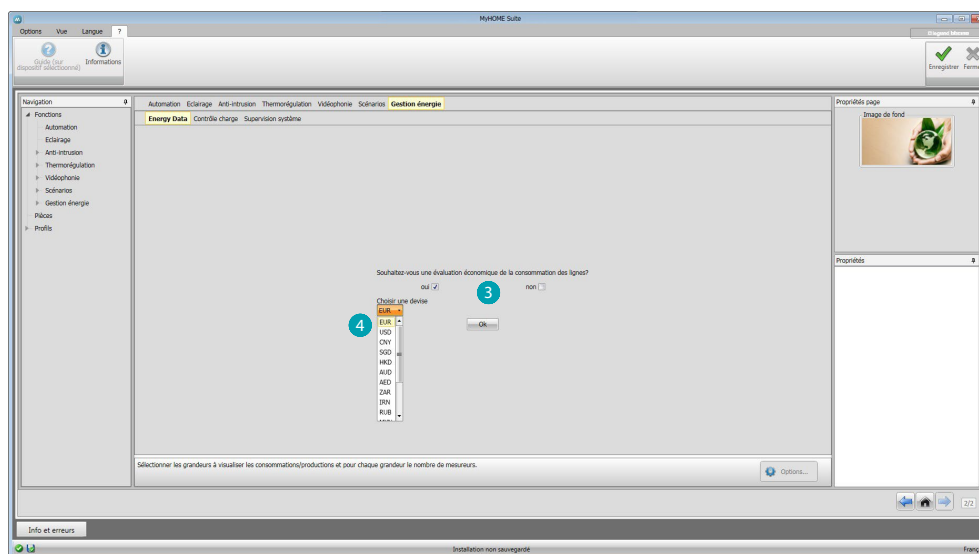 MyHOME Suite
Options Vue Langue ?
Guide (sur dispositif sélectionné)
Informations
Enregistrer Ferme
Navigation
Fonctions
Automation
Eclairage
Anti-intrusion
Thermorégulation
Vidéophonie
Scénarios
Gestion énergie
Pièces
Profils
Automation Eclairage Anti-intrusion Thermorégulation Vidéophonie Scénarios Gestion énergie
Energy Data Contrôle charge Supervision système
Souhaitez-vous une évaluation économique de la consommation des lignes?
oui non
3
Choisir une devise
EUR
Ok
4
EUR
USD
CNY
SGD
HKD
AUD
AED
ZAR
IRN
RUB
Sélectionner les grandeurs à visualiser les consommations/productions et pour chaque grandeur le nombre de mesureurs.
Options...
Propriétés page
Image de fond
Propriétés
2/2
Info et erreurs
Installation non sauvegardé
Franç